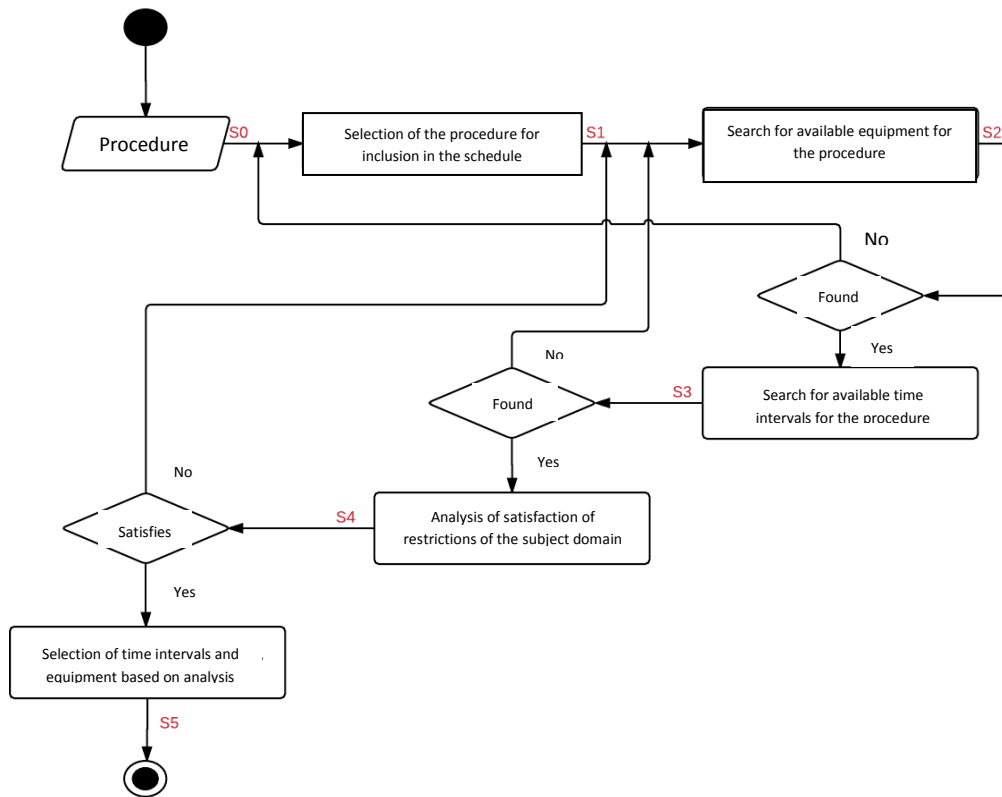 Procedure
S0
Selection of the procedure for
inclusion in the schedule
S1
Search for available equipment for
the procedure
S2
No
Found
Yes
Search for available time
intervals for the procedure
S3
No
Found
Yes
Analysis of satisfaction of
restrictions of the subject domain
S4
No
Satisfies
Yes
Selection of time intervals and
equipment based on analysis
S5